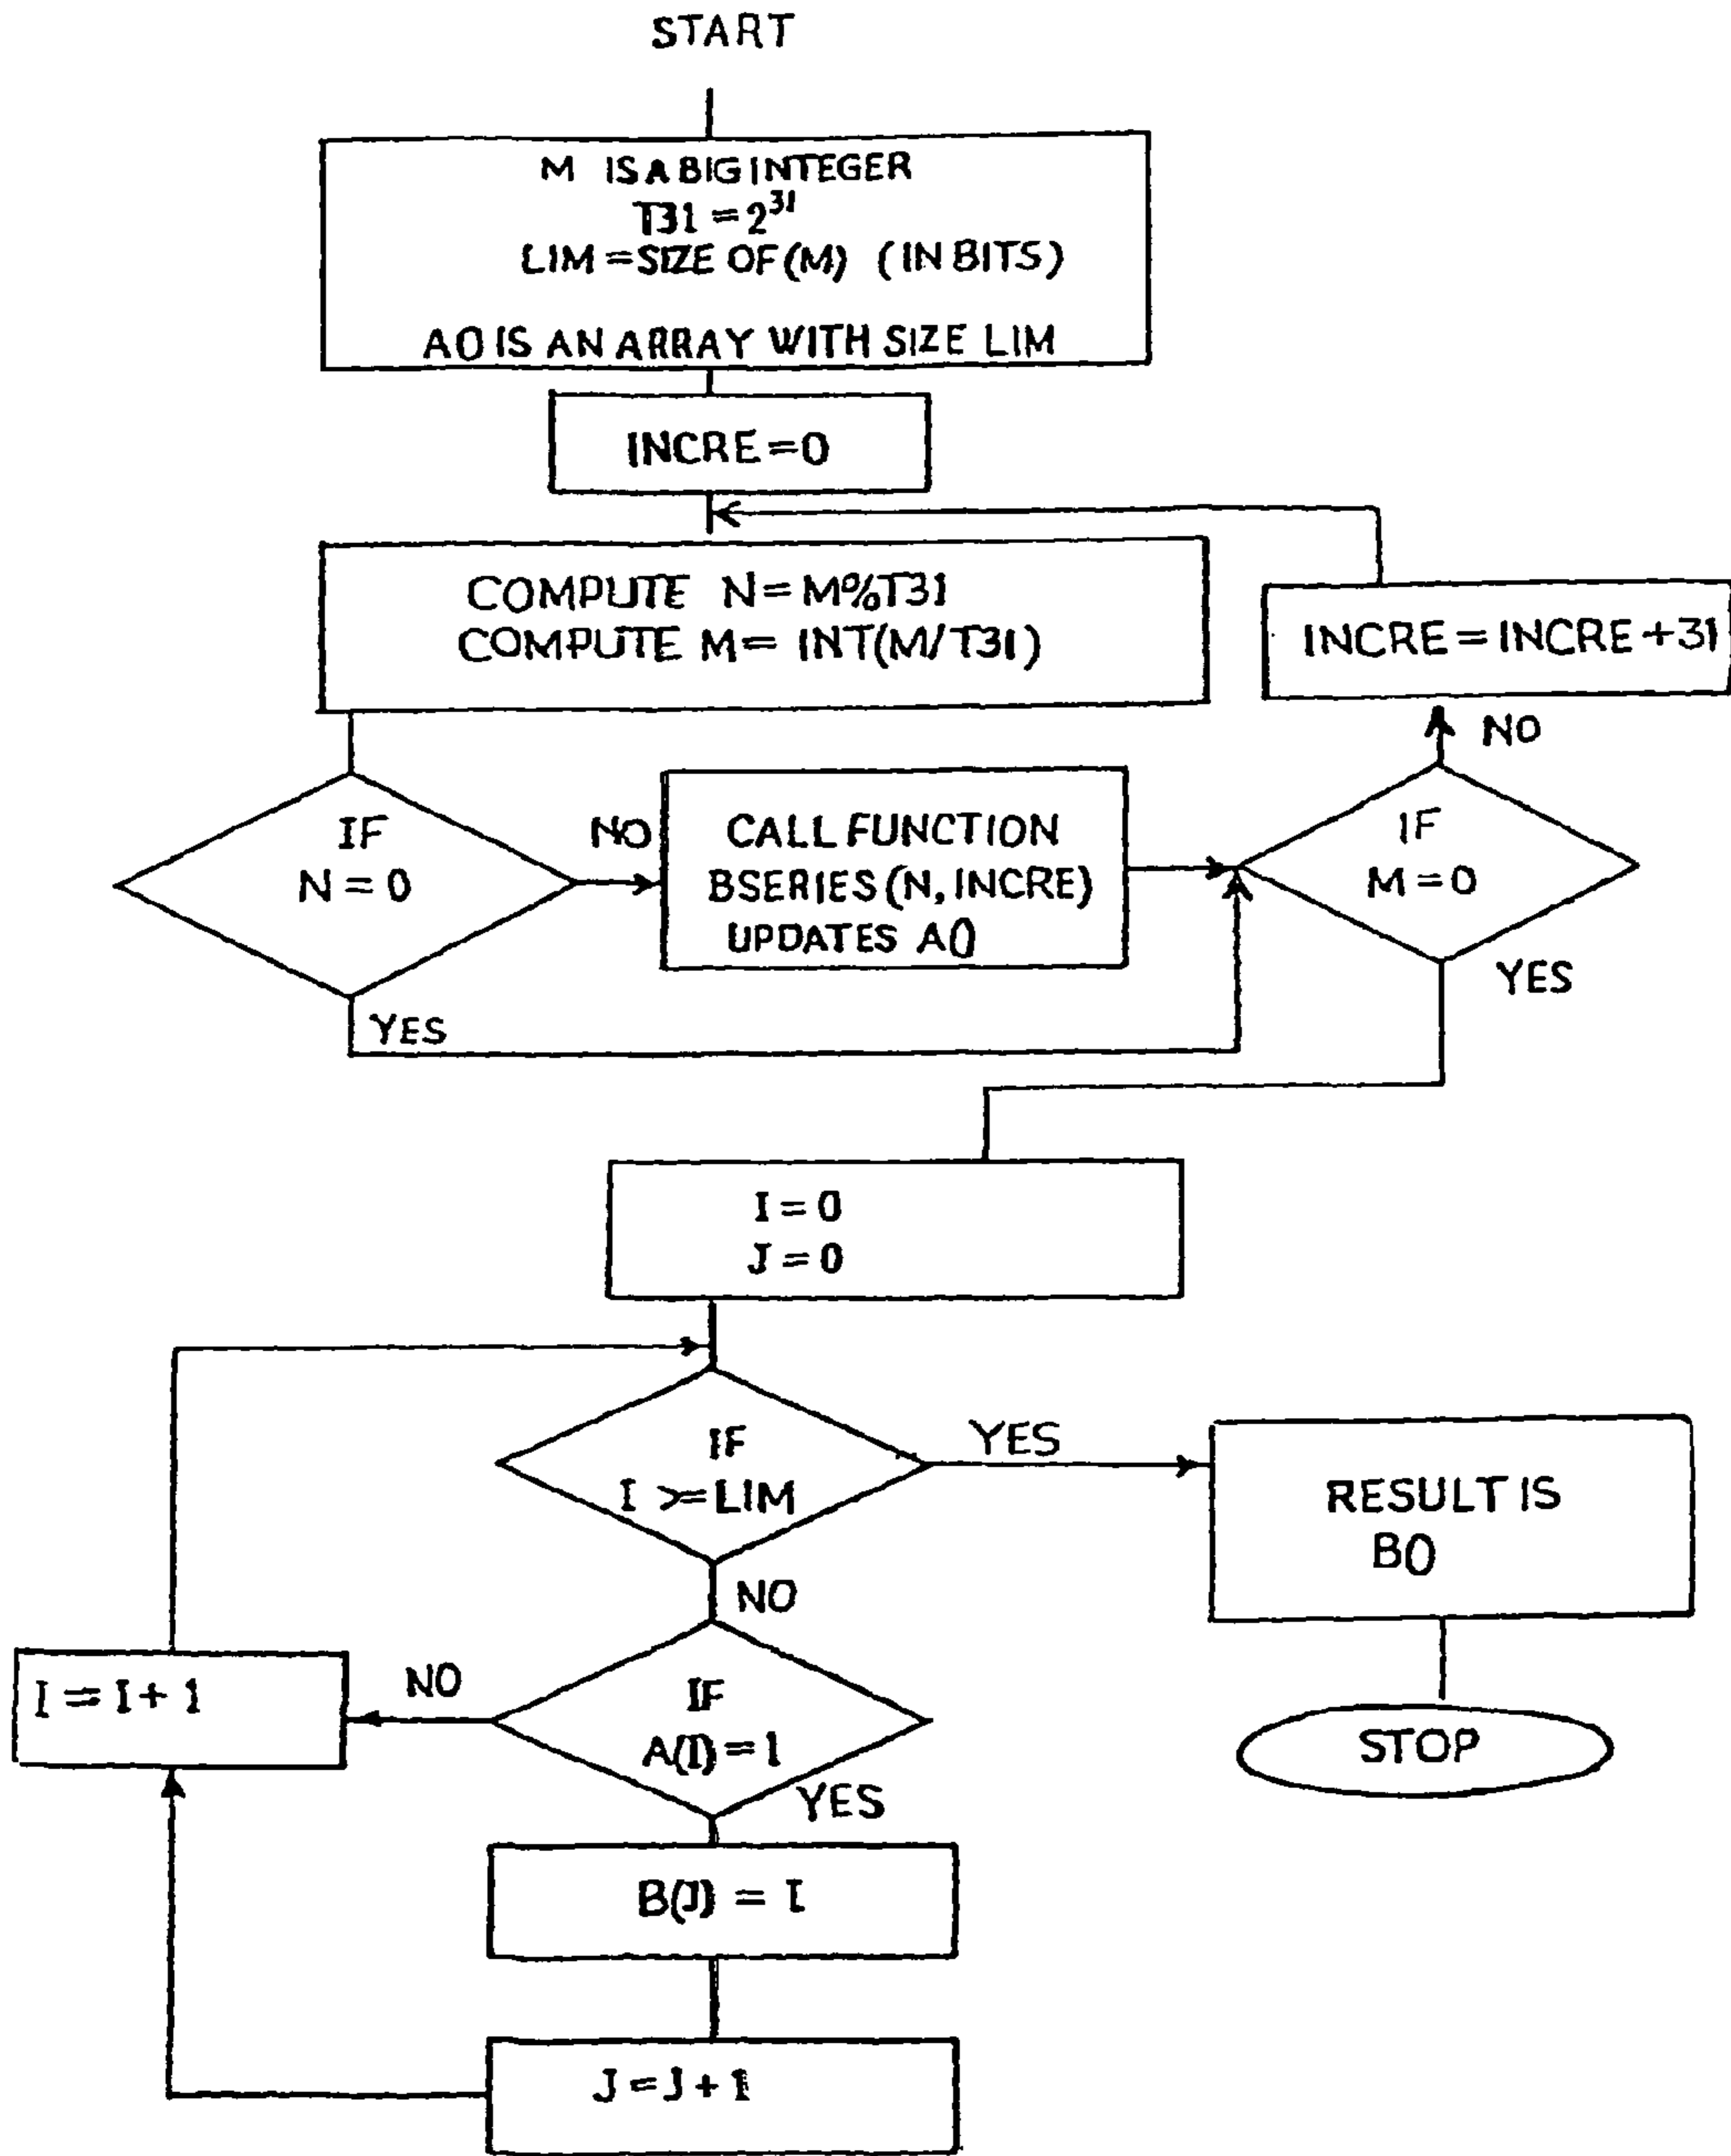 START
M IS A BIG INTEGER
T31 = 2³¹
LIM = SIZE OF (M) (IN BITS)
A() IS AN ARRAY WITH SIZE LIM
INCRE = 0
COMPUTE N = M%T31
COMPUTE M = INT(M/T31)
INCRE = INCRE + 31
NO
IF
N = 0
NO
CALL FUNCTION
BSERIES (N, INCRE)
UPDATES A()
IF
M = 0
YES
YES
I = 0
J = 0
IF
I >= LIM
YES
RESULT IS
B()
NO
I = I + 1
NO
IF
A(I) = 1
STOP
YES
B(J) = I
J = J + 1